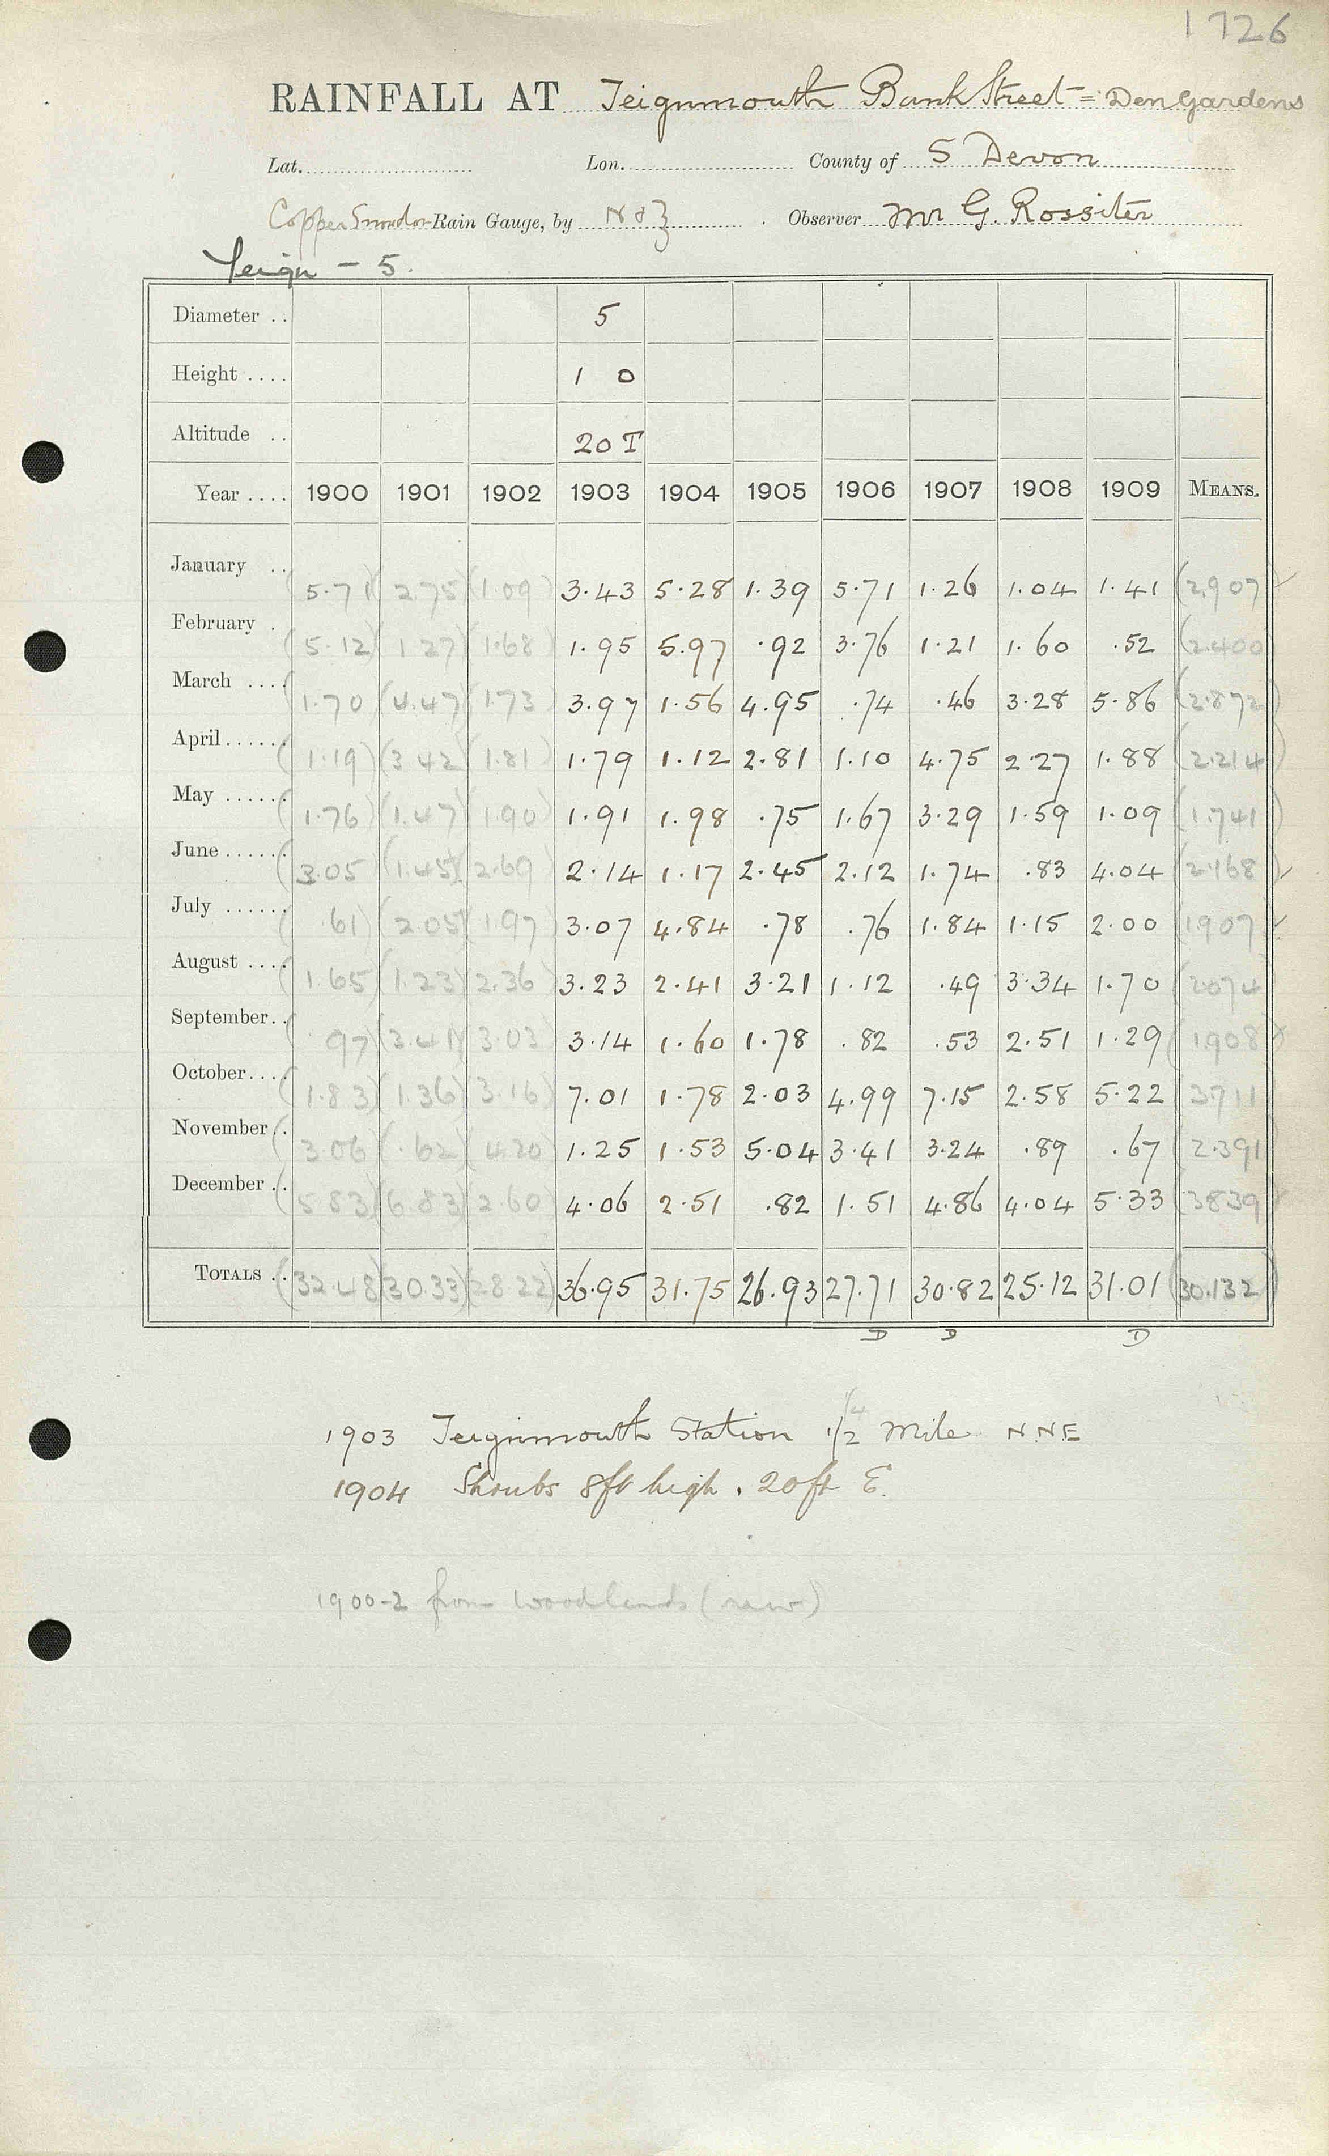 1726
RAINFALL AT Teignmouth Bank Street = Den Gardens
Lat. Lon. County of S Devon
Copper Snowdon Rain Gauge, by N & Z Observer Mr G. Rossiter
Teign - 5.
Diameter .. 5
Height .... 1 0
Altitude .. 20 T
Year .... 1900 1901 1902 1903 1904 1905 1906 1907 1908 1909 MEANS.
January .. (5.71) (2.75) (1.09) 3.43 5.28 1.39 5.71 1.26 1.04 1.41 (2.907)
February . (5.12) (1.27) (1.68) 1.95 5.97 .92 3.76 1.21 1.60 .52 (2.400)
March .... (1.70) (4.47) (1.73) 3.97 1.56 4.95 .74 .46 3.28 5.86 (2.872)
April...... (1.19) (3.42) (1.81) 1.79 1.12 2.81 1.10 4.75 2.27 1.88 (2.214)
May ...... (1.76) (1.47) (1.90) 1.91 1.98 .75 1.67 3.29 1.59 1.09 (1.741)
June...... (3.05) (1.45) (2.69) 2.14 1.17 2.45 2.12 1.74 .83 4.04 (2.168)
July ...... (.61) (2.05) (1.97) 3.07 4.84 .78 .76 1.84 1.15 2.00 (1.907)
August .... (1.65) (1.23) (2.36) 3.23 2.41 3.21 1.12 .49 3.34 1.70 (2.074)
September.. (.97) (3.41) (3.03) 3.14 1.60 1.78 .82 .53 2.51 1.29 (1.908)
October.... (1.83) (1.36) (3.16) 7.01 1.78 2.03 4.99 7.15 2.58 5.22 (3.711)
November . (3.06) (.62) (4.20) 1.25 1.53 5.04 3.41 3.24 .89 .67 (2.391)
December .. (5.83) (6.83) (2.60) 4.06 2.51 .82 1.51 4.86 4.04 5.33 (3.839)
TOTALS .. (32.48) (30.33) (28.22) 36.95 31.75 26.93 27.71 30.82 25.12 31.01 (30.132)
D D D
1903 Teignmouth Station 1/2 1/4 mile NNE
1904 Shrubs 8ft high. 20ft E.
1900-2 from Woodlands (raw)